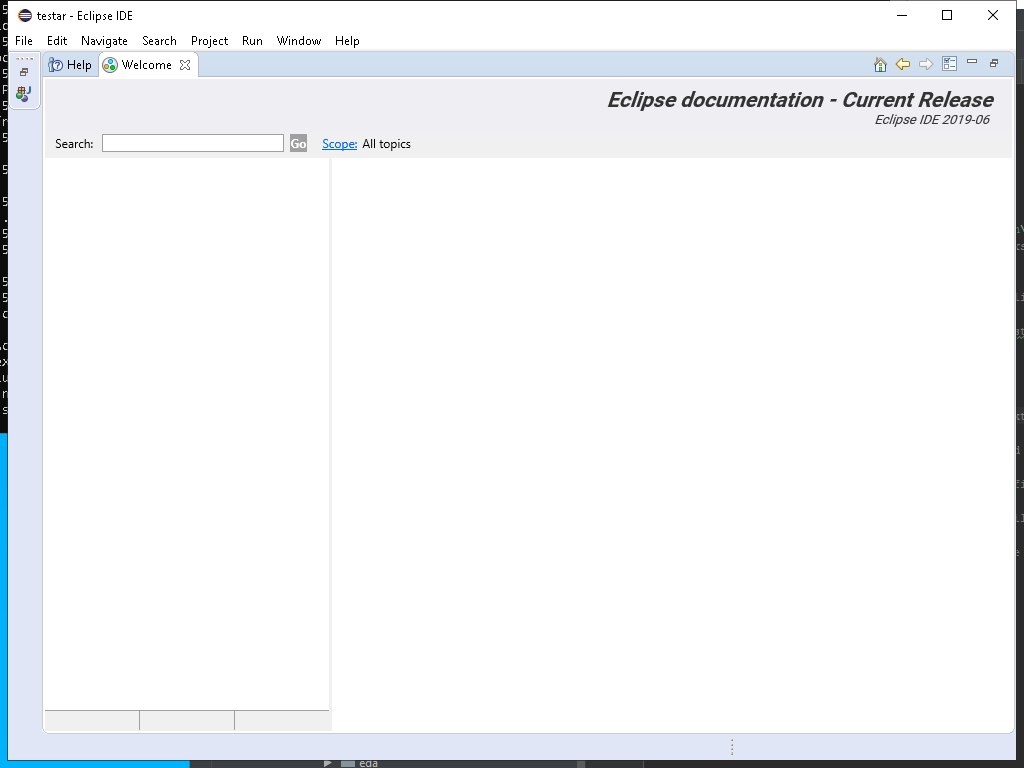 testar - Eclipse IDE
File Edit Navigate Search Project Run Window Help
Help Welcome
Eclipse documentation - Current Release
Eclipse IDE 2019-06
Search: Go Scope: All topics
eda